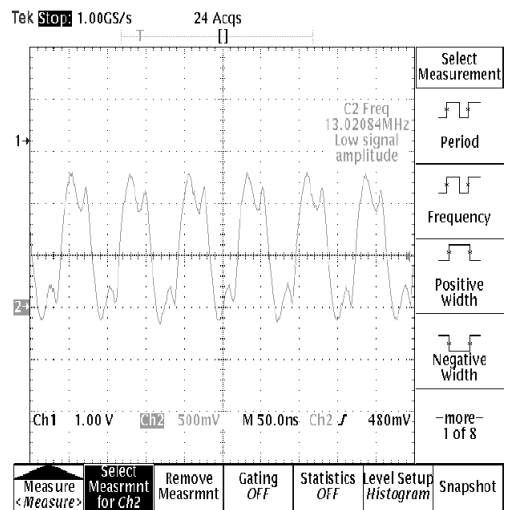 Tek Stop: 1.00GS/s 24 Acqs
T
[]
C2 Freq
13.02084MHz
Low signal
amplitude
1
2
Ch1 1.00 V Ch2 500mV M 50.0ns Ch2 480mV
Select
Measurement
Period
Frequency
Positive
Width
Negative
Width
–more–
1 of 8
Measure
<Measure>
Select
Measrmnt
for Ch2
Remove
Measrmnt
Gating
OFF
Statistics
OFF
Level Setup
Histogram
Snapshot